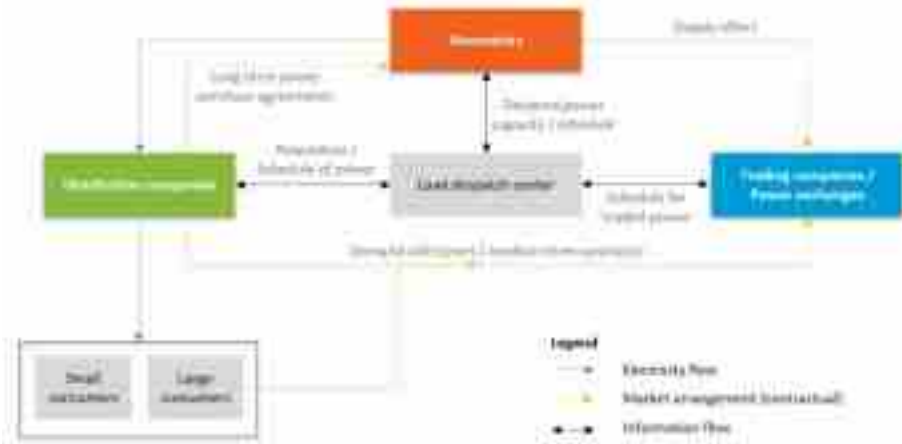 Generators
Supply offers
Long-term power
purchase agreements
Declared power
capacity / schedule
Requisition /
Schedule of power
Distribution companies
Load dispatch center
Trading companies /
Power exchanges
Schedule for
traded power
Small
consumers
Large
consumers
Legend
Electricity flow
Market arrangement (contractual)
Information flow